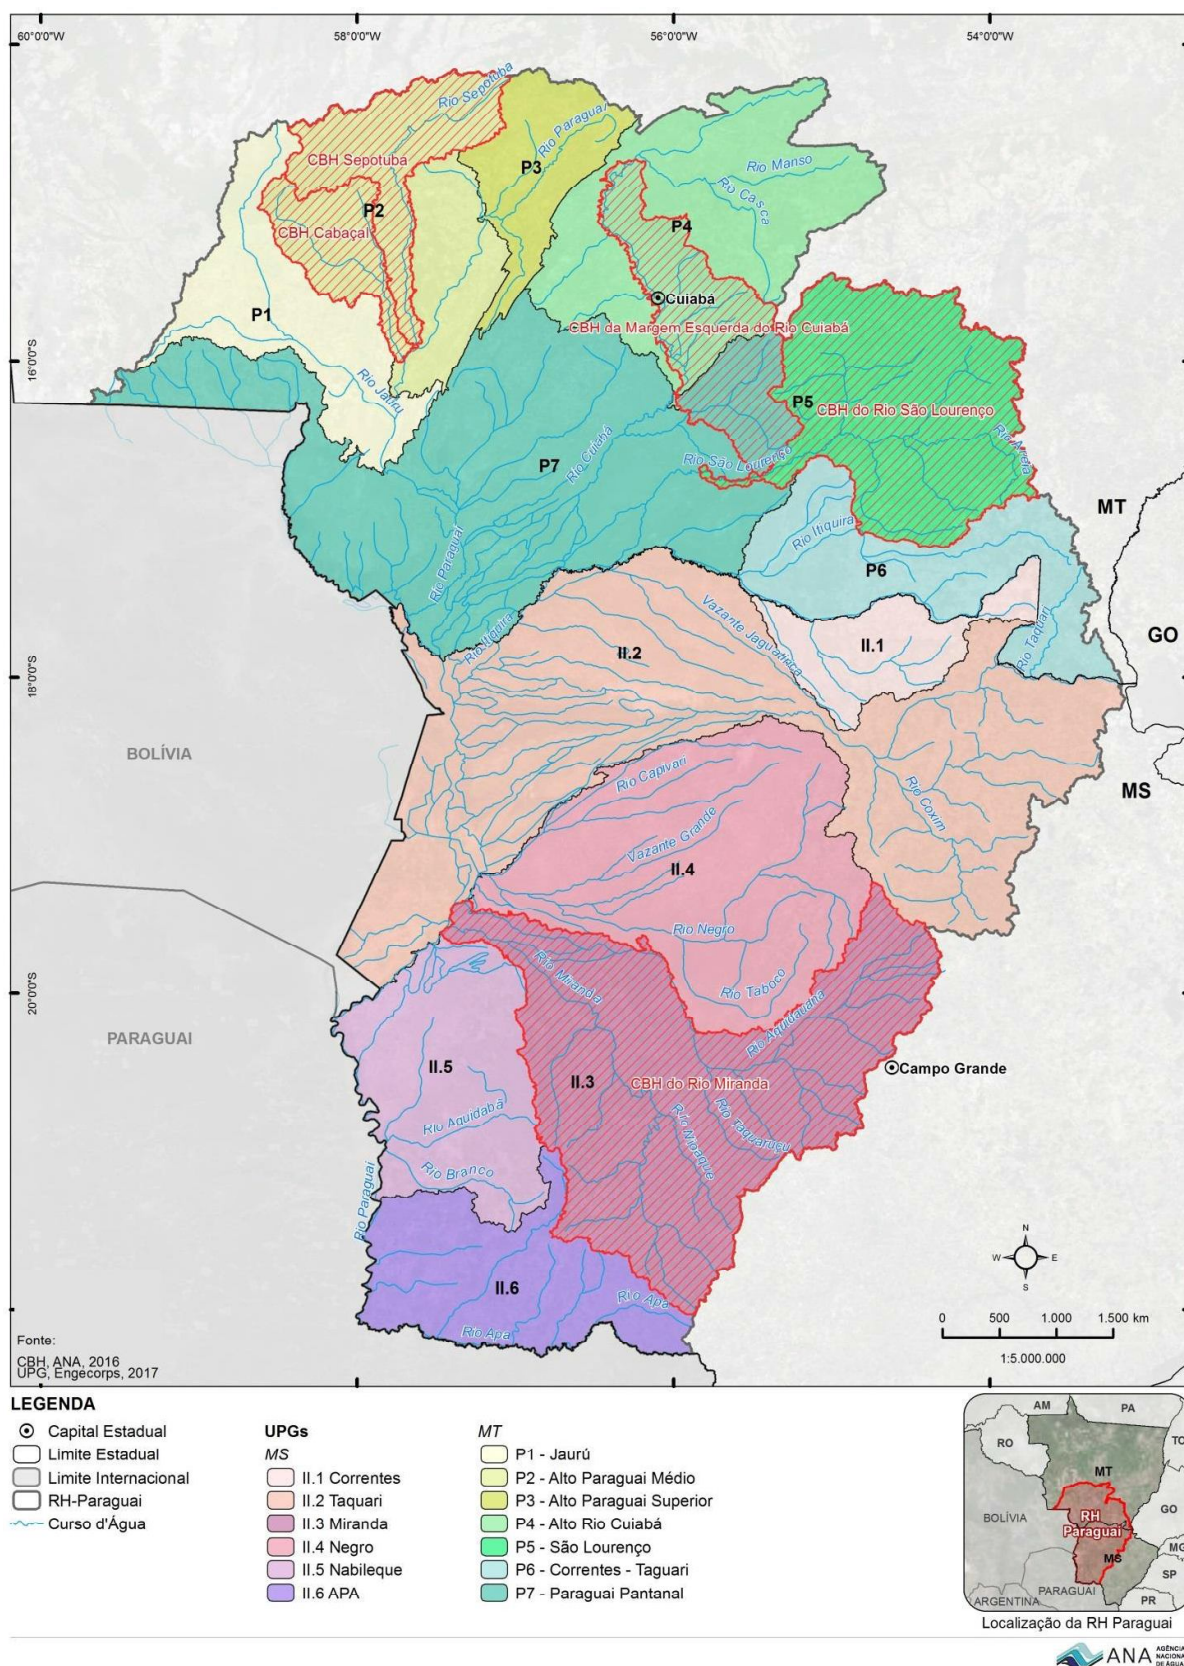 60°0'0"W
58°0'0"W
56°0'0"W
54°0'0"W
Rio Sepotuba
Rio Paraguai
CBH Sepotuba
P3
Rio Manso
Rio Casca
P2
CBH Cabaçal
P4
Cuiabá
P1
CBH da Margem Esquerda do Rio Cuiabá
16°0'0"S
Rio Jauru
P5
CBH do Rio São Lourenço
Rio Cuiabá
P7
Rio São Lourenço
MT
Rio Itiquira
Rio Paraguai
P6
Vazante Jaguatirica
Rio Taquari
GO
Rio Itiquira
II.2
II.1
18°0'0"S
BOLÍVIA
Rio Capivari
MS
Rio Coxim
Vazante Grande
II.4
Rio Negro
Rio Miranda
Rio Taboco
20°0'0"S
Rio Aquidauana
PARAGUAI
II.5
II.3
CBH do Rio Miranda
Campo Grande
Rio Aquidabã
Rio Taquaruçu
Rio Nioaque
Rio Branco
Rio Paraguai
N
W
E
S
II.6
Rio Apa
Rio Apa
0 500 1.000 1.500 km
1:5.000.000
Fonte:
CBH, ANA, 2016
UPG, Engecorps, 2017
LEGENDA
Capital Estadual
Limite Estadual
Limite Internacional
RH-Paraguai
Curso d'Água
UPGs
MS
II.1 Correntes
II.2 Taquari
II.3 Miranda
II.4 Negro
II.5 Nabileque
II.6 APA
MT
P1 - Jaurú
P2 - Alto Paraguai Médio
P3 - Alto Paraguai Superior
P4 - Alto Rio Cuiabá
P5 - São Lourenço
P6 - Correntes - Taguari
P7 - Paraguai Pantanal
AM
PA
RO
TO
MT
BOLÍVIA
GO
RH
Paraguai
MG
MS
SP
PARAGUAI
ARGENTINA
PR
Localização da RH Paraguai
ANA
AGÊNCIA
NACIONAL
DE ÁGUAS